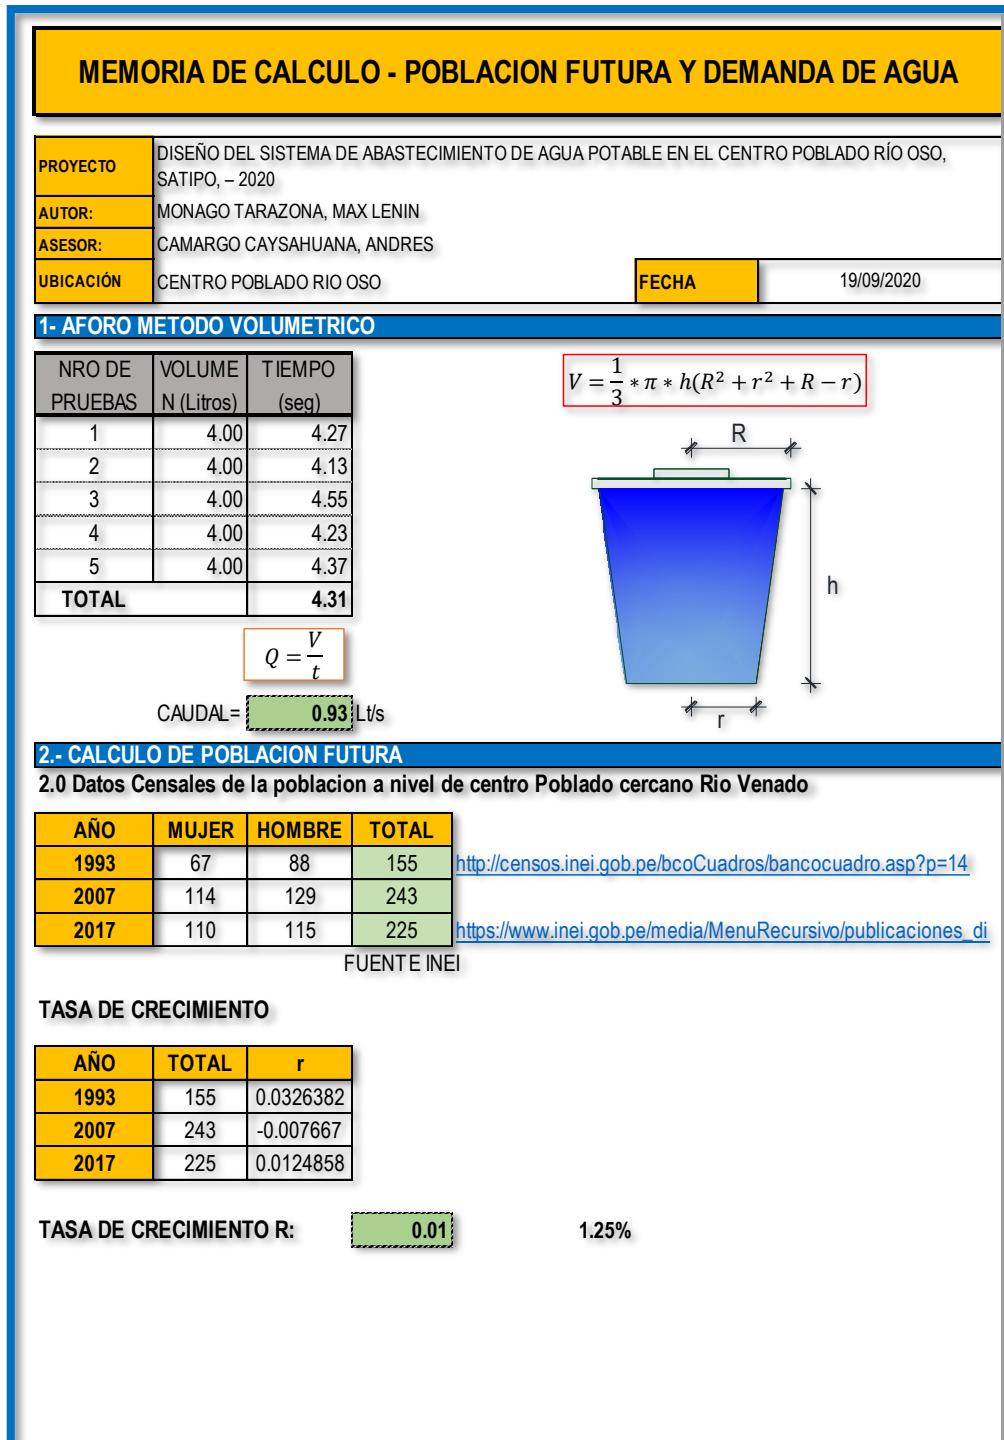 MEMORIA DE CALCULO - POBLACION FUTURA Y DEMANDA DE AGUA
PROYECTO DISEÑO DEL SISTEMA DE ABASTECIMIENTO DE AGUA POTABLE EN EL CENTRO POBLADO RÍO OSO,
SATIPO, – 2020
AUTOR: MONAGO TARAZONA, MAX LENIN
ASESOR: CAMARGO CAYSAHUANA, ANDRES
UBICACIÓN CENTRO POBLADO RIO OSO FECHA 19/09/2020
1- AFORO METODO VOLUMETRICO
NRO DE VOLUME TIEMPO
PRUEBAS N (Litros) (seg)
1 4.00 4.27
2 4.00 4.13
3 4.00 4.55
4 4.00 4.23
5 4.00 4.37
TOTAL 4.31
V = 1/3 * π * h(R² + r² + R − r)
R
h
r
Q = V/t
CAUDAL= 0.93 Lt/s
2.- CALCULO DE POBLACION FUTURA
2.0 Datos Censales de la poblacion a nivel de centro Poblado cercano Rio Venado
AÑO MUJER HOMBRE TOTAL
1993 67 88 155 http://censos.inei.gob.pe/bcoCuadros/bancocuadro.asp?p=14
2007 114 129 243
2017 110 115 225 https://www.inei.gob.pe/media/MenuRecursivo/publicaciones_di
FUENTE INEI
TASA DE CRECIMIENTO
AÑO TOTAL r
1993 155 0.0326382
2007 243 -0.007667
2017 225 0.0124858
TASA DE CRECIMIENTO R: 0.01 1.25%